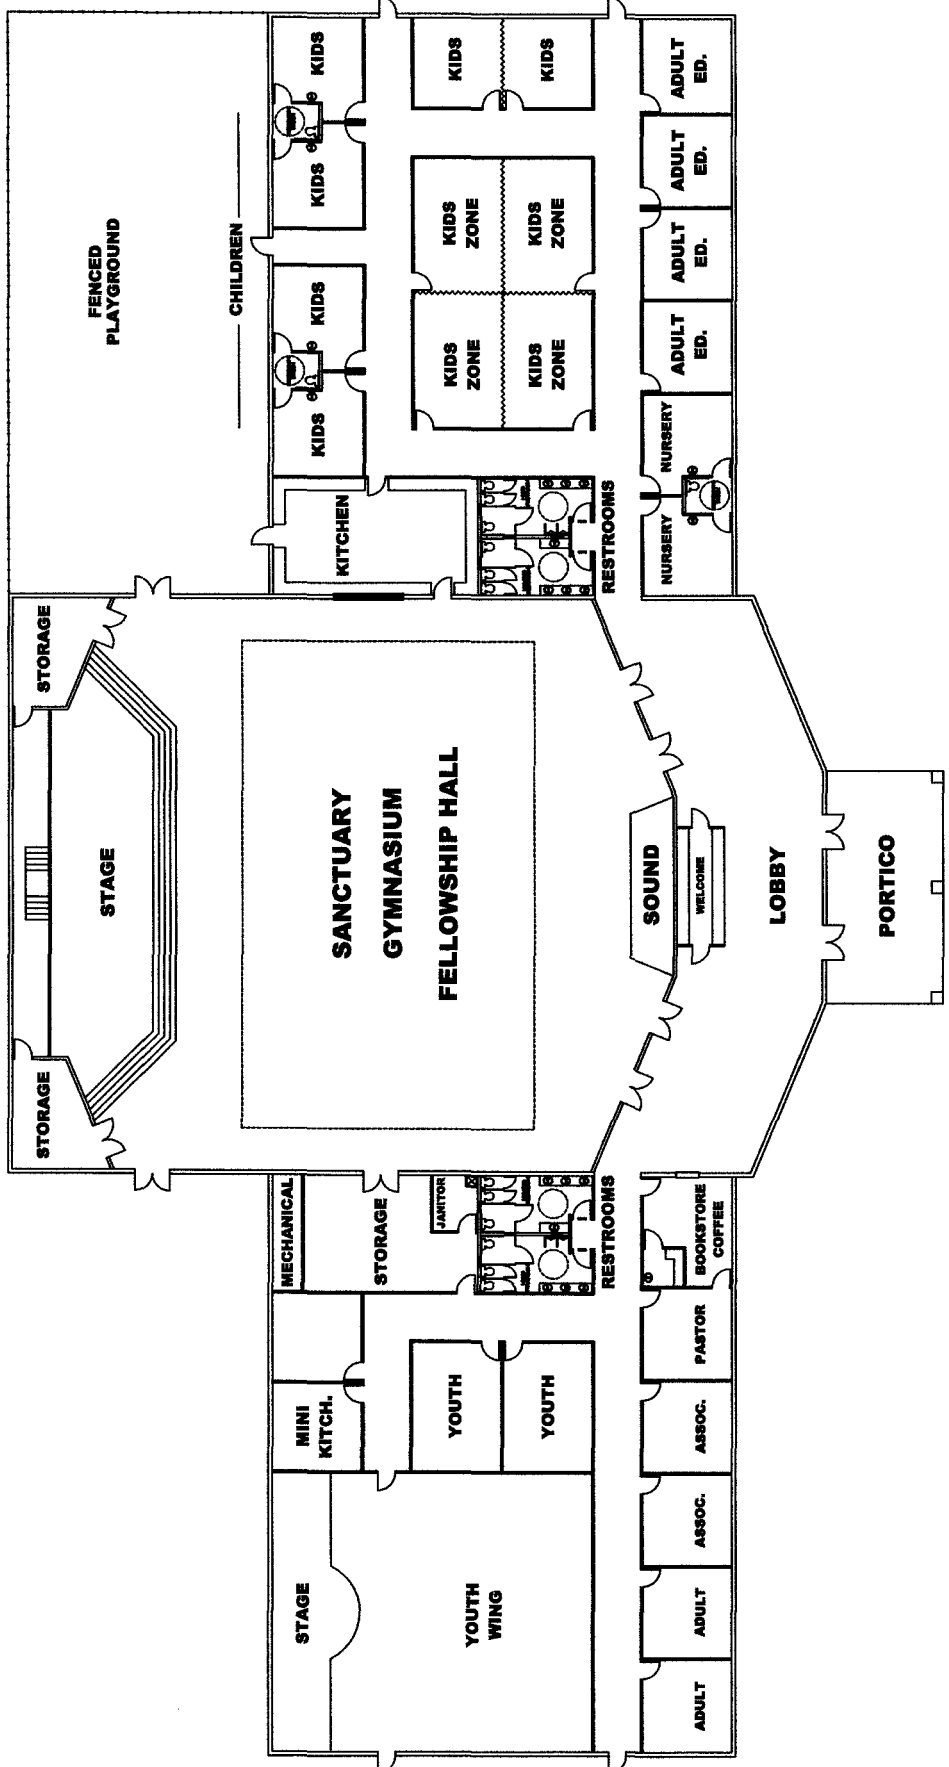 FENCED
PLAYGROUND
CHILDREN
KIDS
KIDS
KIDS
KIDS
KIDS
KIDS
KIDS
ZONE
KIDS
ZONE
KIDS
ZONE
KIDS
ZONE
ADULT
ED.
ADULT
ED.
ADULT
ED.
ADULT
ED.
NURSERY
NURSERY
KITCHEN
RESTROOMS
STORAGE
STAGE
STORAGE
SANCTUARY
GYMNASIUM
FELLOWSHIP HALL
SOUND
WELCOME
LOBBY
PORTICO
MECHANICAL
STORAGE
JANITOR
RESTROOMS
BOOKSTORE
COFFEE
MINI
KITCH.
YOUTH
YOUTH
PASTOR
ASSOC.
ASSOC.
STAGE
YOUTH
WING
ADULT
ADULT